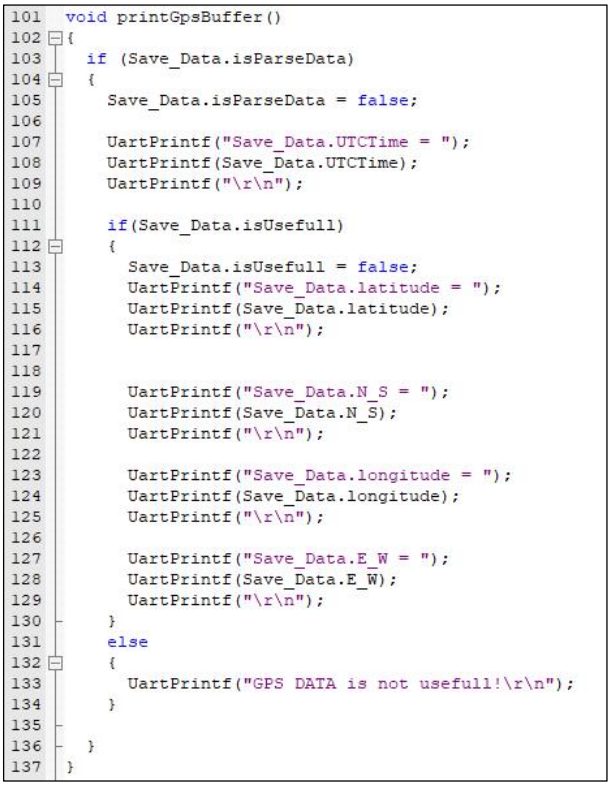 101 void printGpsBuffer()
102 {
103 if (Save_Data.isParseData)
104 {
105 Save_Data.isParseData = false;
106
107 UartPrintf("Save_Data.UTCTime = ");
108 UartPrintf(Save_Data.UTCTime);
109 UartPrintf("\r\n");
110
111 if(Save_Data.isUsefull)
112 {
113 Save_Data.isUsefull = false;
114 UartPrintf("Save_Data.latitude = ");
115 UartPrintf(Save_Data.latitude);
116 UartPrintf("\r\n");
117
118
119 UartPrintf("Save_Data.N_S = ");
120 UartPrintf(Save_Data.N_S);
121 UartPrintf("\r\n");
122
123 UartPrintf("Save_Data.longitude = ");
124 UartPrintf(Save_Data.longitude);
125 UartPrintf("\r\n");
126
127 UartPrintf("Save_Data.E_W = ");
128 UartPrintf(Save_Data.E_W);
129 UartPrintf("\r\n");
130 }
131 else
132 {
133 UartPrintf("GPS DATA is not usefull!\r\n");
134 }
135
136 }
137 }